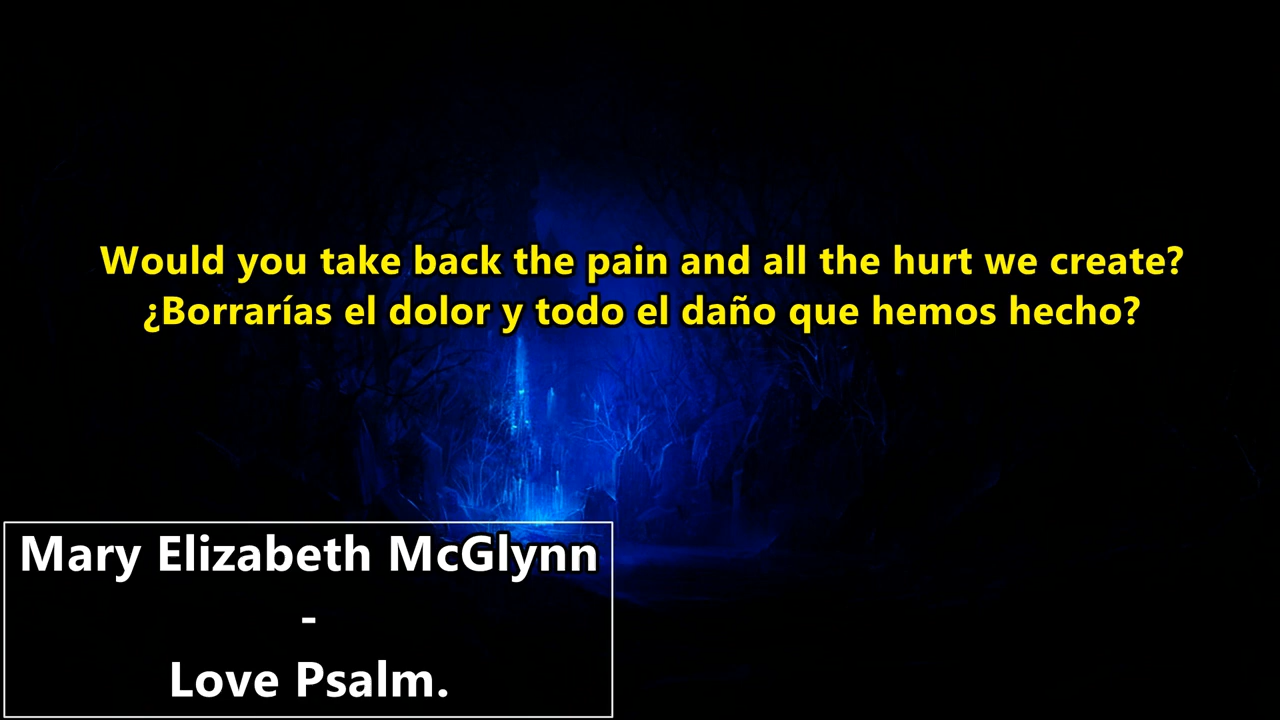 Would you take back the pain and all the hurt we create?
¿Borrarías el dolor y todo el daño que hemos hecho?
Mary Elizabeth McGlynn
-
Love Psalm.